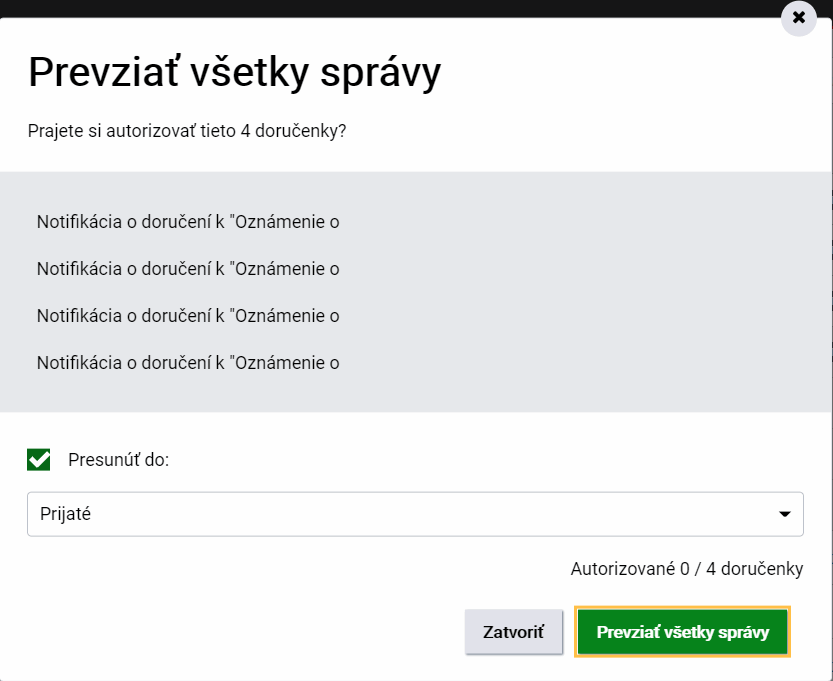 Prevziať všetky správy
Prajete si autorizovať tieto 4 doručenky?
Notifikácia o doručení k "Oznámenie o
Notifikácia o doručení k "Oznámenie o
Notifikácia o doručení k "Oznámenie o
Notifikácia o doručení k "Oznámenie o
Presunúť do:
Prijaté
Autorizované 0 / 4 doručenky
Zatvoriť
Prevziať všetky správy